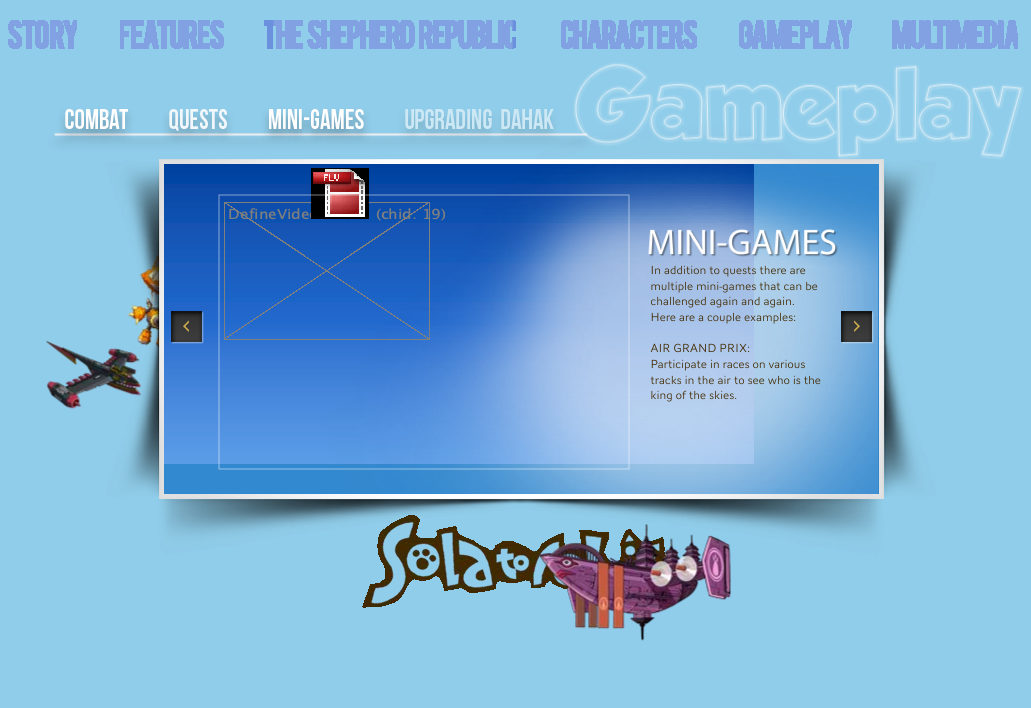 STORY FEATURES THE SHEPHERD REPUBLIC CHARACTERS GAMEPLAY MULTIMEDIA
Gameplay
COMBAT QUESTS MINI-GAMES UPGRADING DAHAK
FLV
(chid: 19)
MINI-GAMES
In addition to quests there are
multiple mini-games that can be
challenged again and again.
Here are a couple examples:
AIR GRAND PRIX:
Participate in races on various
tracks in the air to see who is the
king of the skies.
Solato